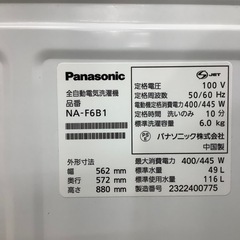 Panasonic
全自動電気洗濯機
品番
NA-F6B1
外形寸法
幅 562 mm
奥行 572 mm
高さ 880 mm
JET
定格電圧 100 V
定格周波数 50/60 Hz
電動機定格消費電力 400/445 W
定格時間 洗いのみ 10 分
標準洗濯容量 6.0 kg
パナソニック株式会社
中国製
最大消費電力 400/445 W
標準水量 49 L
標準使用水量 116 L
製造番号 2322400775